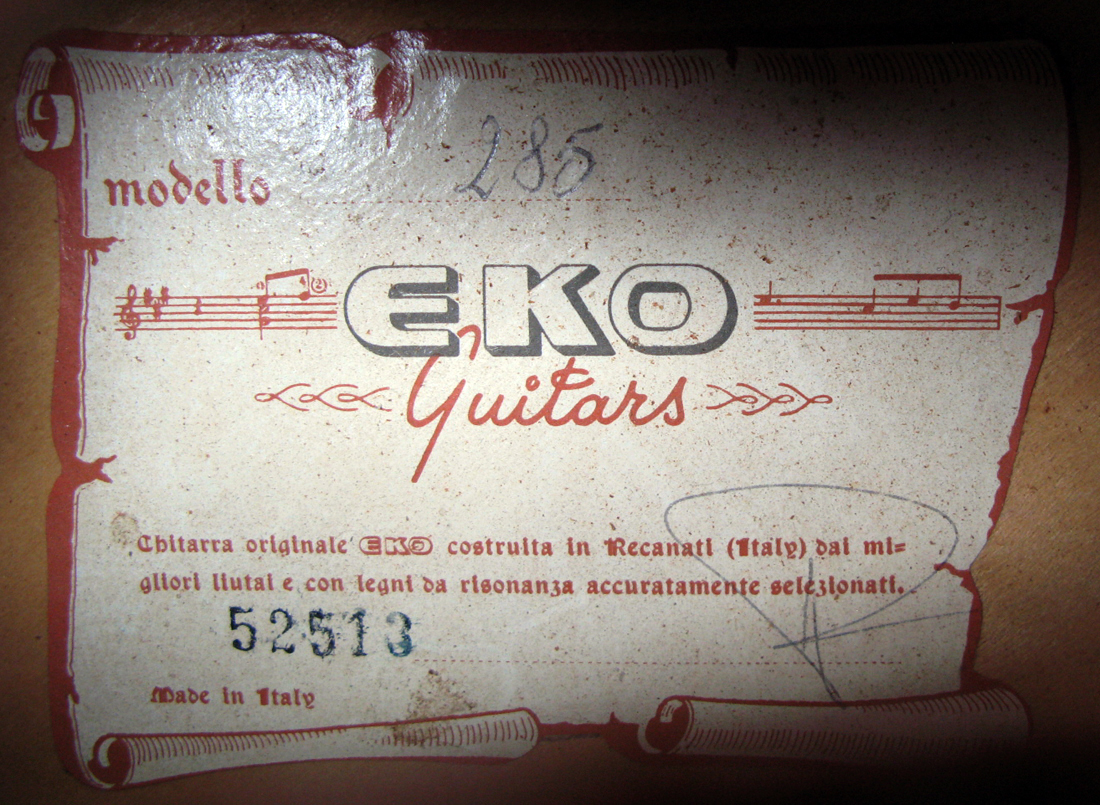 285
modello
EKO
Guitars
Chitarra originale EKO costruita in Recanati (Italy) dai mi=
gliori liutai e con legni da risonanza accuratamente selezionati.
52513
Made in Italy